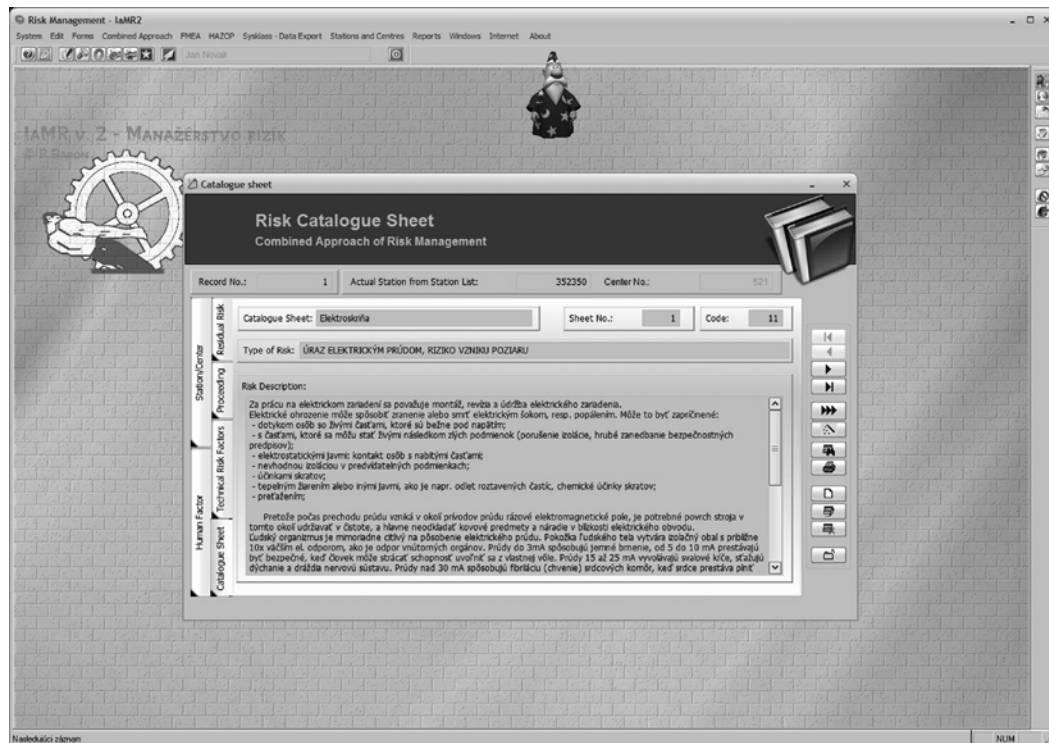 Risk Management - IaMR2
System Edit Forms Combined Approach FMEA HAZOP Sysklass - Data Export Stations and Centres Reports Windows Internet About
Jan Novak
IaMR v. 2 - Manažérstvo rizík
© P. Baron
Catalogue sheet
Risk Catalogue Sheet
Combined Approach of Risk Management
Record No.: 1 Actual Station from Station List: 352350 Center No.: 521
Station/Center
Human Factor
Residual Risk
Proceeding
Technical Risk Factors
Catalogue Sheet
Catalogue Sheet: Elektroskriňa Sheet No.: 1 Code: 11
Type of Risk: ÚRAZ ELEKTRICKÝM PRÚDOM, RIZIKO VZNIKU POZIARU
Risk Description:
Za prácu na elektrickom zariadení sa považuje montáž, revízia a údržba elektrického zariadenia.
Elektrické ohrozenie môže spôsobiť zranenie alebo smrť elektrickým šokom, resp. popálením. Môže to byť zapríčinené:
- dotykom osôb so živými časťami, ktoré sú bežne pod napätím;
- s časťami, ktoré sa môžu stať živými následkom zlých podmienok (porušenie izolácie, hrubé zanedbanie bezpečnostných
predpisov);
- elektrostatickými javmi: kontakt osôb s nabitými časťami;
- nevhodnou izoláciou v predvídateľných podmienkach;
- účinkami skratov;
- tepelným žiarením alebo inými javmi, ako je napr. odlet roztavených častíc, chemické účinky skratov;
- preťažením;
Pretože počas prechodu prúdu vzniká v okolí prívodov prúdu rázové elektromagnetické pole, je potrebné povrch stroja v
tomto okolí udržiavať v čistote, a hlavne neodkladať kovové predmety a náradie v blízkosti elektrického obvodu.
Ľudský organizmus je mimoriadne citlivý na pôsobenie elektrického prúdu. Pokožka ľudského tela vytvára izolačný obal s približne
10x väčším el. odporom, ako je odpor vnútorných orgánov. Prúdy do 3mA spôsobujú jemné brnenie, od 5 do 10 mA prestávajú
byť bezpečné, keď človek môže strácať schopnosť uvoľniť sa z vlastnej vôle. Prúdy 15 až 25 mA vyvolávajú svalové kŕče, sťažujú
dýchanie a dráždia nervovú sústavu. Prúdy nad 30 mA spôsobujú fibriláciu (chvenie) srdcových komôr, keď srdce prestáva plniť
Nasledujúci záznam NUM